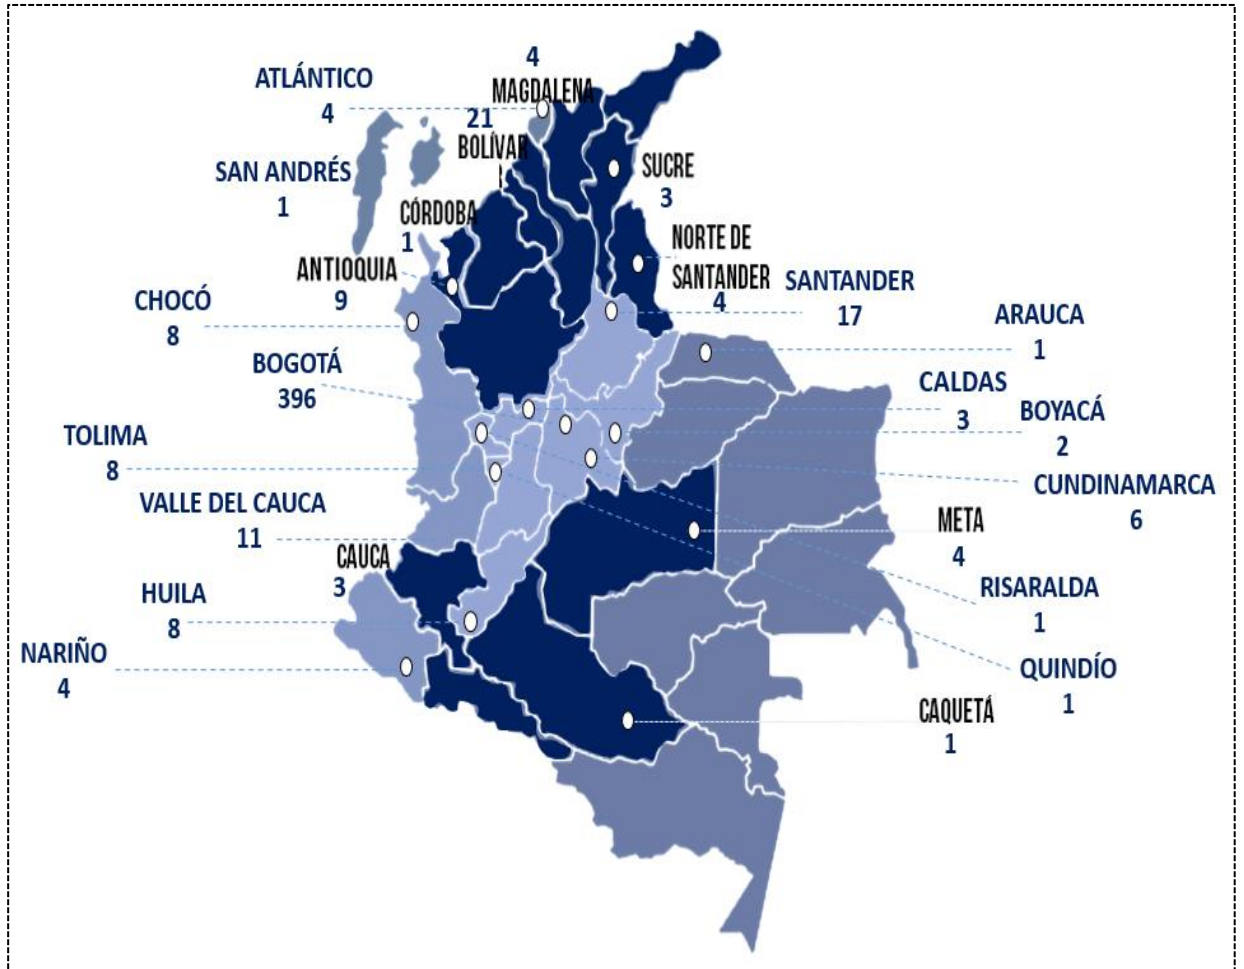 4
MAGDALENA
ATLÁNTICO
4
21
BOLÍVAR
SAN ANDRÉS
1
SUCRE
3
CÓRDOBA
1
NORTE DE
SANTANDER
4
ANTIOQUIA
9
SANTANDER
17
CHOCÓ
8
ARAUCA
1
BOGOTÁ
396
CALDAS
3
BOYACÁ
2
TOLIMA
8
CUNDINAMARCA
6
VALLE DEL CAUCA
11
META
4
CAUCA
3
RISARALDA
1
HUILA
8
NARIÑO
4
QUINDÍO
1
CAQUETÁ
1